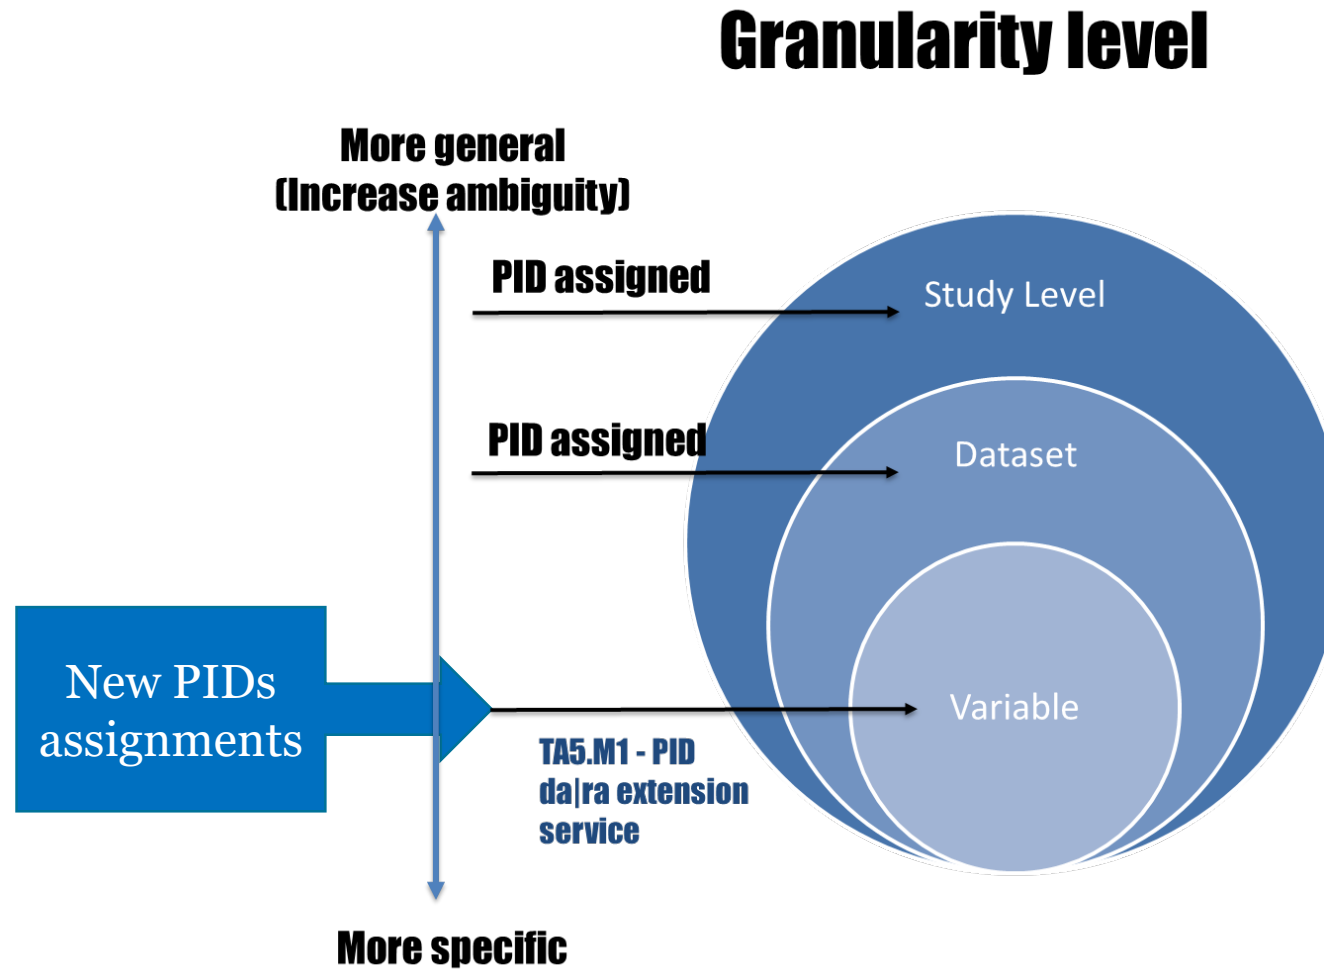 Granularity level
More general
(Increase ambiguity)
PID assigned
Study Level
PID assigned
Dataset
New PIDs
assignments
Variable
TA5.M1 - PID
da|ra extension
service
More specific